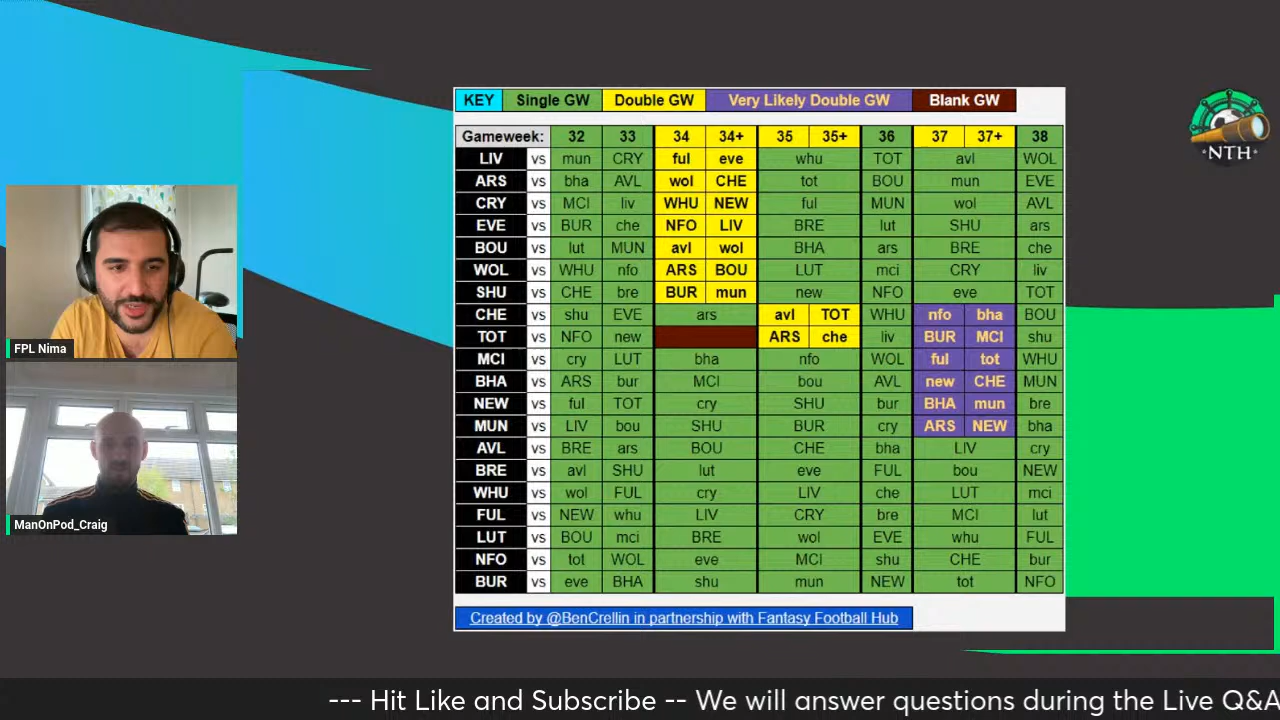 KEY Single GW Double GW Very Likely Double GW Blank GW
Gameweek: 32 33 34 34+ 35 35+ 36 37 37+ 38
LIV vs mun CRY ful eve whu TOT avl WOL
ARS vs bha AVL wol CHE tot BOU mun EVE
CRY vs MCI liv WHU NEW ful MUN wol AVL
EVE vs BUR che NFO LIV BRE lut SHU ars
BOU vs lut MUN avl wol BHA ars BRE che
WOL vs WHU nfo ARS BOU LUT mci CRY liv
SHU vs CHE bre BUR mun new NFO eve TOT
CHE vs shu EVE ars avl TOT WHU nfo bha BOU
TOT vs NFO new ARS che liv BUR MCI shu
MCI vs cry LUT bha nfo WOL ful tot WHU
BHA vs ARS bur MCI bou AVL new CHE MUN
NEW vs ful TOT cry SHU bur BHA mun bre
MUN vs LIV bou SHU BUR cry ARS NEW bha
AVL vs BRE ars BOU CHE bha LIV cry
BRE vs avl SHU lut eve FUL bou NEW
WHU vs wol FUL cry LIV che LUT mci
FUL vs NEW whu LIV CRY bre MCI lut
LUT vs BOU mci BRE wol EVE whu FUL
NFO vs tot WOL eve MCI shu CHE bur
BUR vs eve BHA shu mun NEW tot NFO
Created by @BenCrellin in partnership with Fantasy Football Hub
NTH
FPL Nima
ManOnPod_Craig
--- Hit Like and Subscribe -- We will answer questions during the Live Q&A